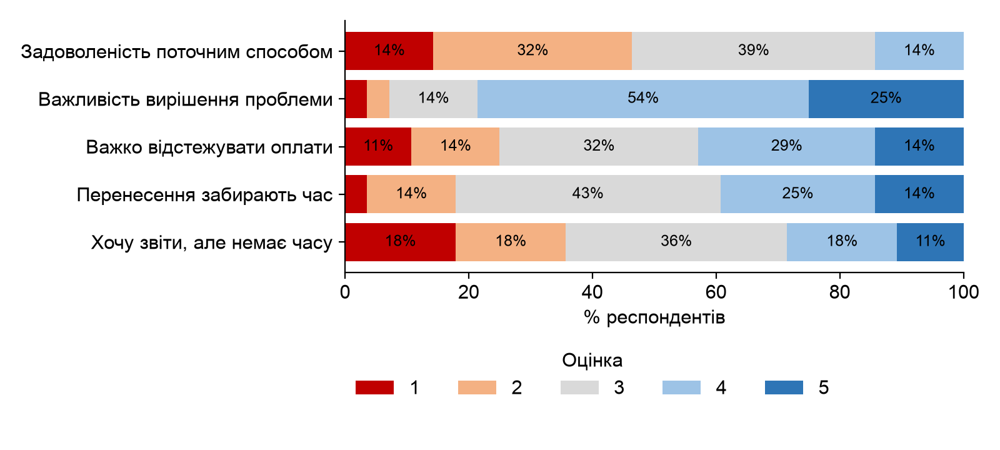 Задоволеність поточним способом 14% 32% 39% 14%
Важливість вирішення проблеми 14% 54% 25%
Важко відстежувати оплати 11% 14% 32% 29% 14%
Перенесення забирають час 14% 43% 25% 14%
Хочу звіти, але немає часу 18% 18% 36% 18% 11%
0 20 40 60 80 100
% респондентів
Оцінка
1 2 3 4 5